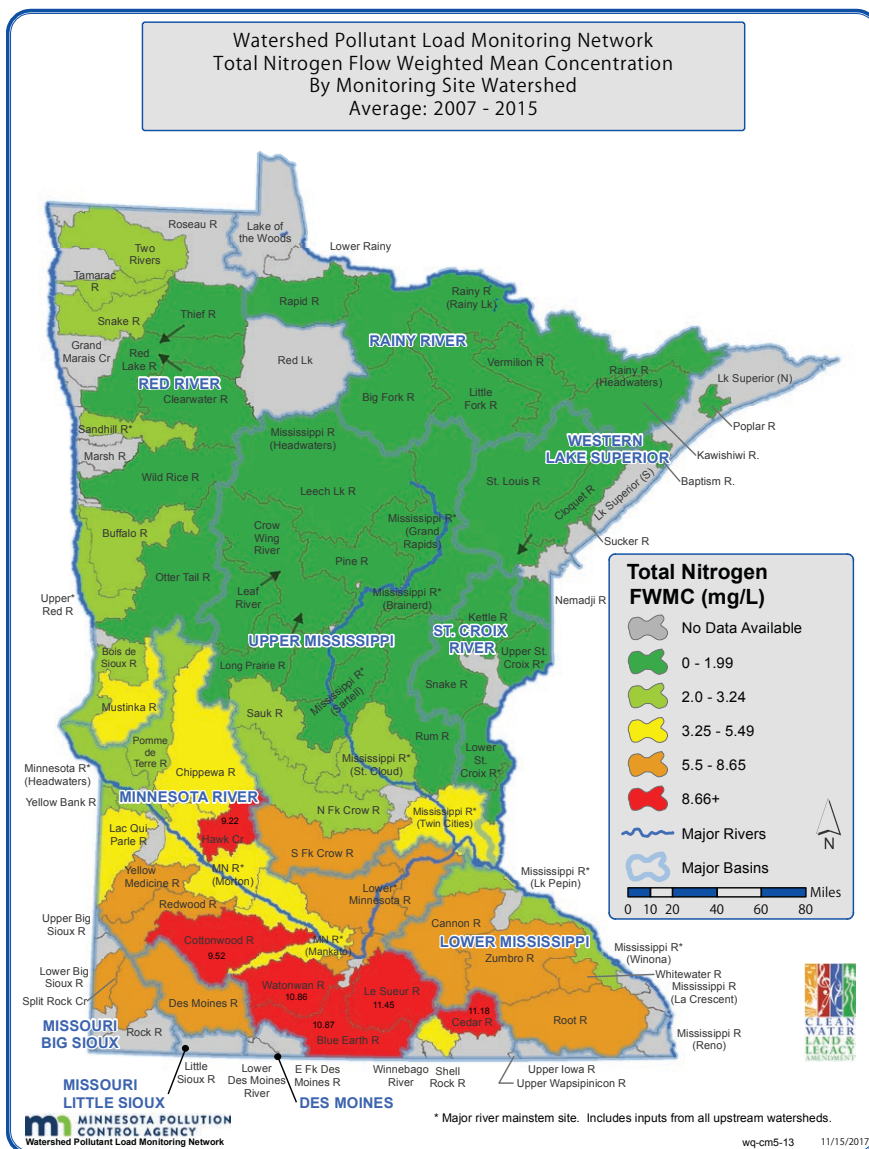 Watershed Pollutant Load Monitoring Network
Total Nitrogen Flow Weighted Mean Concentration
By Monitoring Site Watershed
Average: 2007 - 2015
Roseau R
Lake of
the Woods
Lower Rainy
Two
Rivers
Tamarac
R
Rapid R
Rainy R
(Rainy Lk)
Snake R
Thief R
RAINY RIVER
Grand
Marais Cr
Red
Lake R
Red Lk
Vermilion R
Rainy R
(Headwaters)
Lk Superior (N)
RED RIVER
Clearwater R
Big Fork R
Little
Fork R
Poplar R
Sandhill R*
Mississippi R
(Headwaters)
WESTERN
LAKE SUPERIOR
Kawishiwi R.
Marsh R
Wild Rice R
Leech Lk R
St. Louis R
Baptism R.
Cloquet R
Lk Superior (S)
Mississippi R*
(Grand
Rapids)
Buffalo R
Crow
Wing
River
Sucker R
Pine R
Otter Tail R
Leaf
River
Mississippi R*
(Brainerd)
Nemadji R
Upper*
Red R
Kettle R
UPPER MISSISSIPPI
ST. CROIX
RIVER
Upper St.
Croix R*
Bois de
Sioux R
Long Prairie R
Mississippi R*
(Sartell)
Snake R
Mustinka R
Sauk R
Rum R
Lower
St.
Croix R*
Pomme
de
Terre R
Mississippi R*
(St. Cloud)
Minnesota R*
(Headwaters)
Chippewa R
Yellow Bank R
MINNESOTA RIVER
N Fk Crow R
Mississippi R*
(Twin Cities)
9.22
Hawk Cr
Lac Qui
Parle R
S Fk Crow R
MN R*
(Morton)
Yellow
Medicine R
Lower*
Minnesota R
Mississippi R*
(Lk Pepin)
Redwood R
Upper Big
Sioux R
Cottonwood R
9.52
MN R*
(Mankato)
Cannon R
LOWER MISSISSIPPI
Zumbro R
Mississippi R*
(Winona)
Whitewater R
Mississippi R
(La Crescent)
Lower Big
Sioux R
Split Rock Cr
Des Moines R
Watonwan R
10.86
Le Sueur R
11.45
11.18
Cedar R
Root R
MISSOURI
BIG SIOUX
Rock R
10.87
Blue Earth R
Mississippi R
(Reno)
MISSOURI
LITTLE SIOUX
Little
Sioux R
Lower
Des Moines
River
E Fk Des
Moines R
DES MOINES
Winnebago
River
Shell
Rock R
Upper Iowa R
Upper Wapsipinicon R
Total Nitrogen
FWMC (mg/L)
No Data Available
0 - 1.99
2.0 - 3.24
3.25 - 5.49
5.5 - 8.65
8.66+
Major Rivers
Major Basins
N
Miles
0 10 20 40 60 80
CLEAN
WATER
LAND &
LEGACY
AMENDMENT
m MINNESOTA POLLUTION
CONTROL AGENCY
Watershed Pollutant Load Monitoring Network
* Major river mainstem site. Includes inputs from all upstream watersheds.
wq-cm5-13 11/15/2017